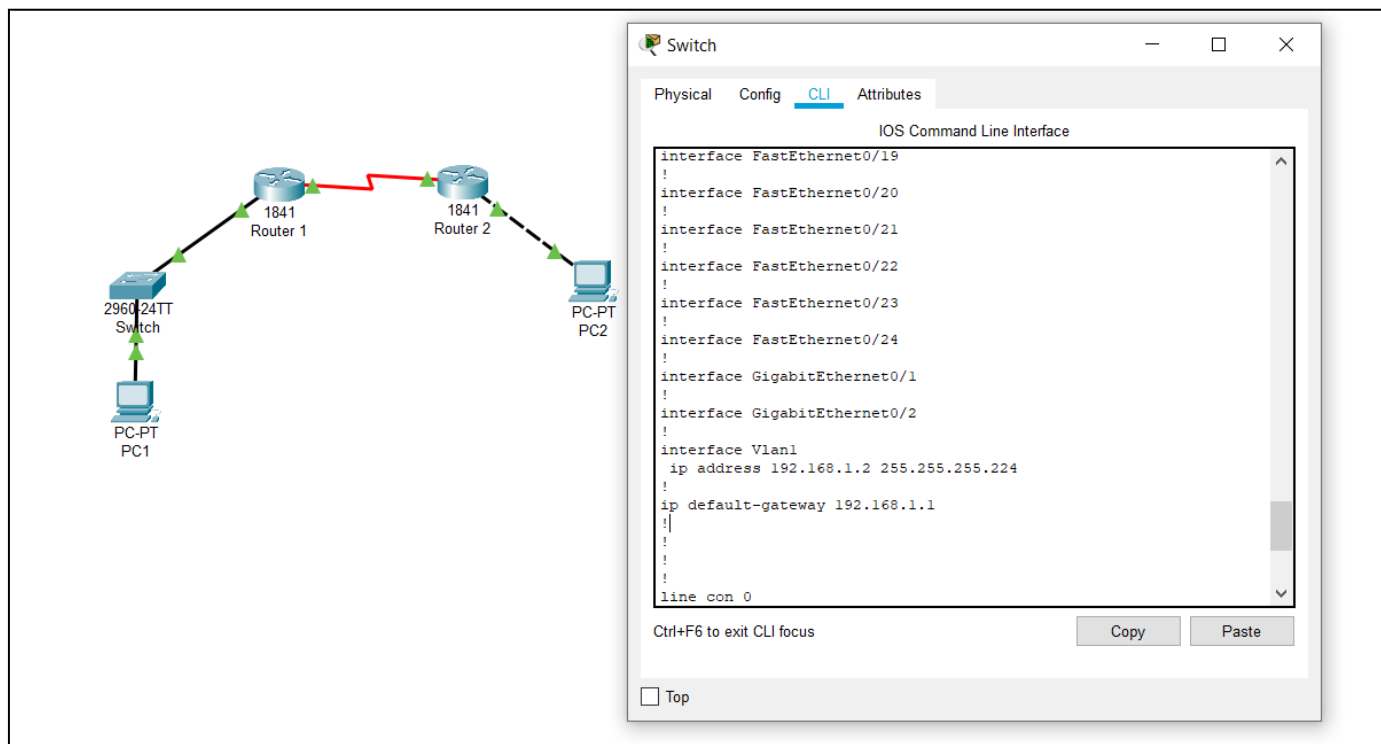 1841
Router 1
1841
Router 2
2960-24TT
Switch
PC-PT
PC2
PC-PT
PC1
Switch
Physical Config CLI Attributes
IOS Command Line Interface
interface FastEthernet0/19
!
interface FastEthernet0/20
!
interface FastEthernet0/21
!
interface FastEthernet0/22
!
interface FastEthernet0/23
!
interface FastEthernet0/24
!
interface GigabitEthernet0/1
!
interface GigabitEthernet0/2
!
interface Vlan1
 ip address 192.168.1.2 255.255.255.224
!
ip default-gateway 192.168.1.1
!
!
!
!
line con 0
Ctrl+F6 to exit CLI focus
Copy Paste
Top